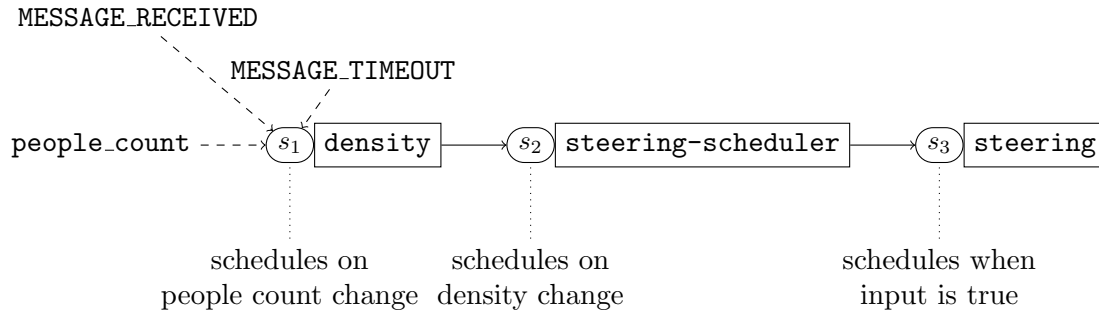 MESSAGE_RECEIVED
MESSAGE_TIMEOUT
people_count s₁ density s₂ steering-scheduler s₃ steering
schedules on
people count change
schedules on
density change
schedules when
input is true